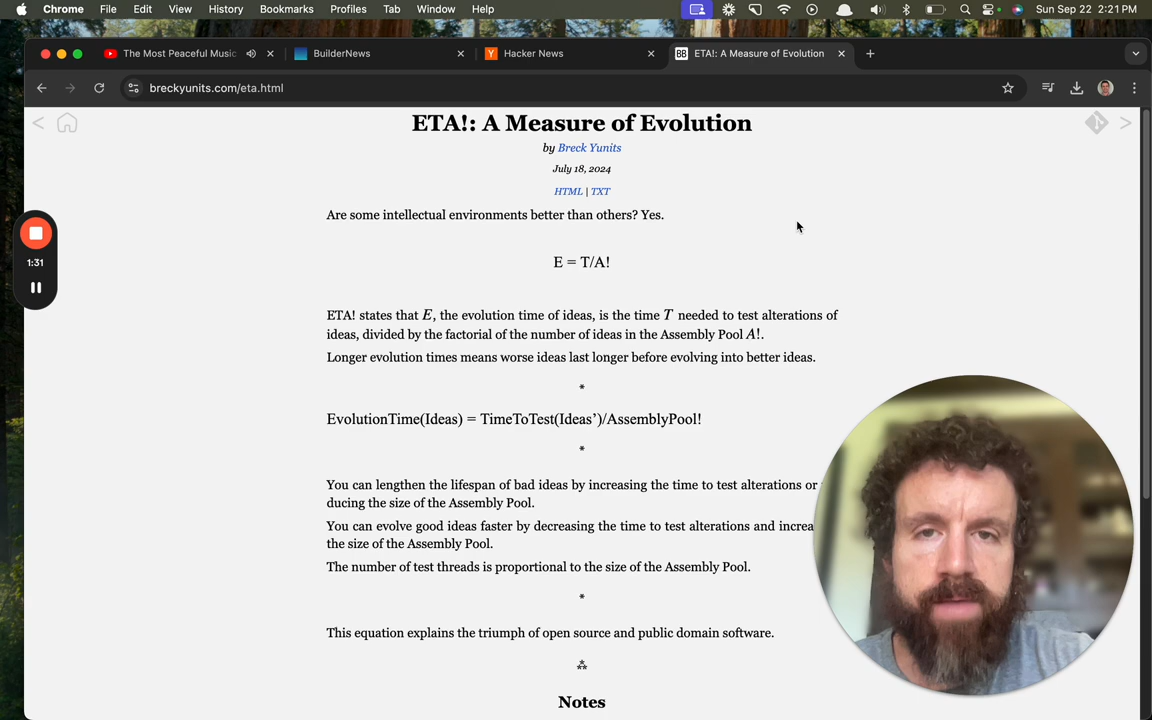 Chrome File Edit View History Bookmarks Profiles Tab Window Help Sun Sep 22 2:21 PM
The Most Peaceful Music BuilderNews Hacker News ETA!: A Measure of Evolution
breckyunits.com/eta.html
ETA!: A Measure of Evolution
by Breck Yunits
July 18, 2024
HTML | TXT
Are some intellectual environments better than others? Yes.
1:31
E = T/A!
ETA! states that E, the evolution time of ideas, is the time T needed to test alterations of
ideas, divided by the factorial of the number of ideas in the Assembly Pool A!.
Longer evolution times means worse ideas last longer before evolving into better ideas.
*
EvolutionTime(Ideas) = TimeToTest(Ideas’)/AssemblyPool!
*
You can lengthen the lifespan of bad ideas by increasing the time to test alterations or
ducing the size of the Assembly Pool.
You can evolve good ideas faster by decreasing the time to test alterations and increa
the size of the Assembly Pool.
The number of test threads is proportional to the size of the Assembly Pool.
*
This equation explains the triumph of open source and public domain software.
⁂
Notes